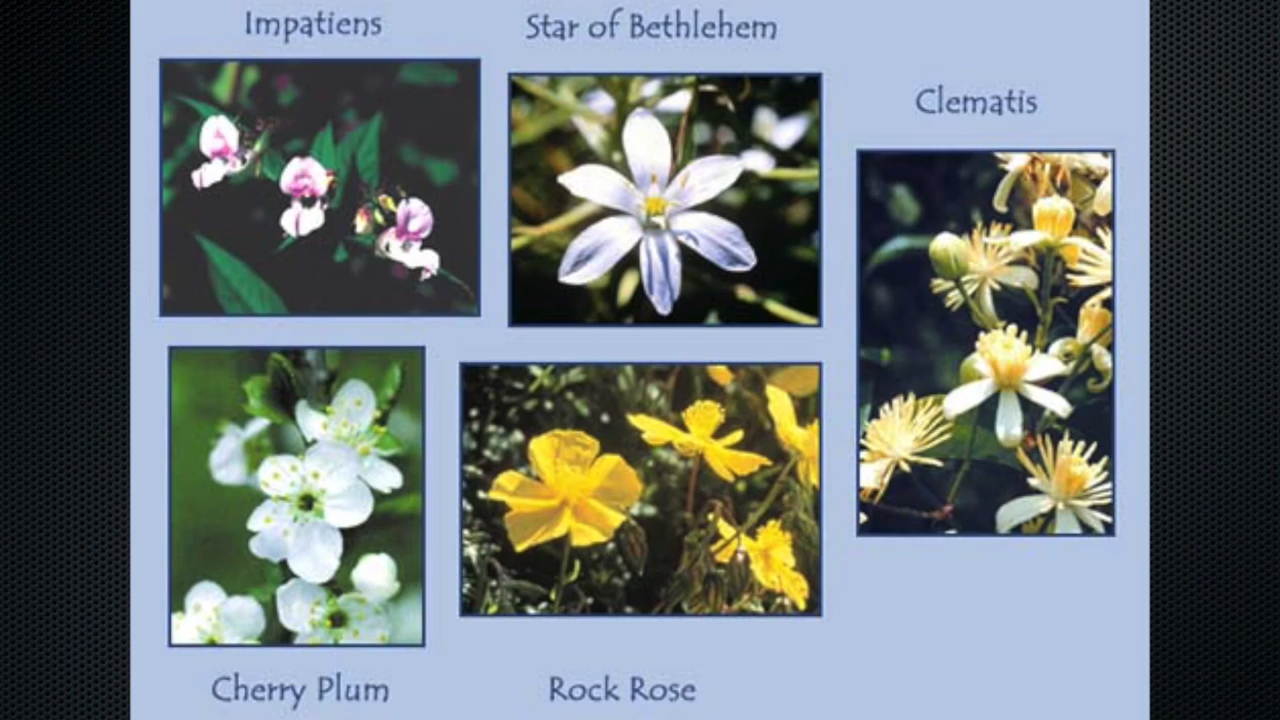 Impatiens
Star of Bethlehem
Clematis
Cherry Plum
Rock Rose